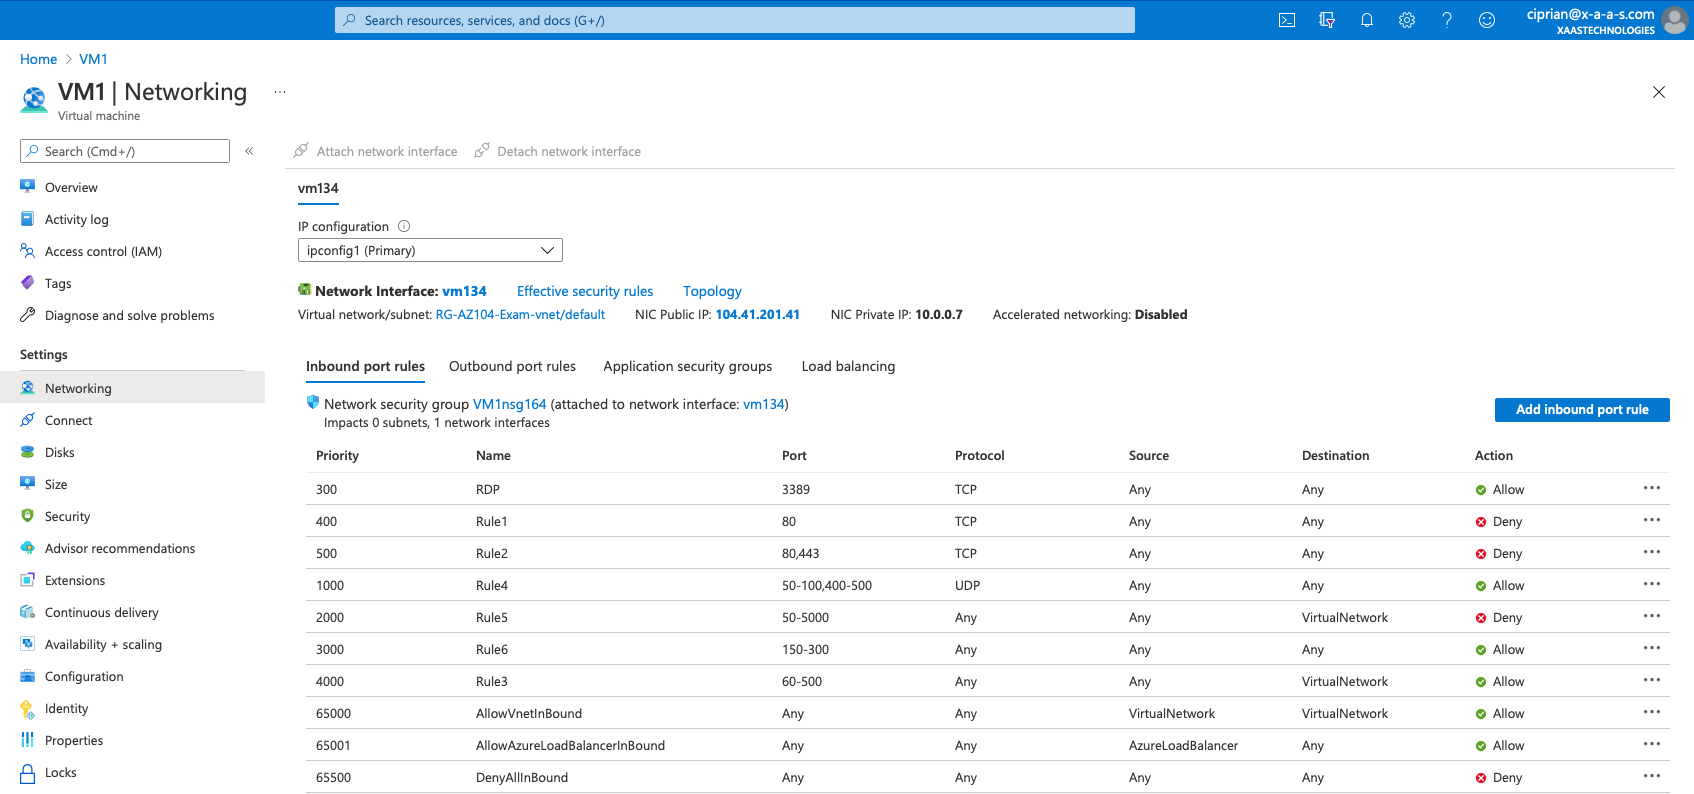 Search resources, services, and docs (G+/)
ciprian@x-a-a-s.com
XAASTECHNOLOGIES
Home > VM1
VM1 | Networking ...
Virtual machine
Search (Cmd+/) «
Overview
Activity log
Access control (IAM)
Tags
Diagnose and solve problems
Settings
Networking
Connect
Disks
Size
Security
Advisor recommendations
Extensions
Continuous delivery
Availability + scaling
Configuration
Identity
Properties
Locks
Attach network interface Detach network interface
vm134
IP configuration
ipconfig1 (Primary)
Network Interface: vm134 Effective security rules Topology
Virtual network/subnet: RG-AZ104-Exam-vnet/default NIC Public IP: 104.41.201.41 NIC Private IP: 10.0.0.7 Accelerated networking: Disabled
Inbound port rules Outbound port rules Application security groups Load balancing
Network security group VM1nsg164 (attached to network interface: vm134)
Impacts 0 subnets, 1 network interfaces
Add inbound port rule
Priority Name Port Protocol Source Destination Action
300 RDP 3389 TCP Any Any Allow ...
400 Rule1 80 TCP Any Any Deny ...
500 Rule2 80,443 TCP Any Any Deny ...
1000 Rule4 50-100,400-500 UDP Any Any Allow ...
2000 Rule5 50-5000 Any Any VirtualNetwork Deny ...
3000 Rule6 150-300 Any Any Any Allow ...
4000 Rule3 60-500 Any Any VirtualNetwork Allow ...
65000 AllowVnetInBound Any Any VirtualNetwork VirtualNetwork Allow ...
65001 AllowAzureLoadBalancerInBound Any Any AzureLoadBalancer Any Allow ...
65500 DenyAllInBound Any Any Any Any Deny ...